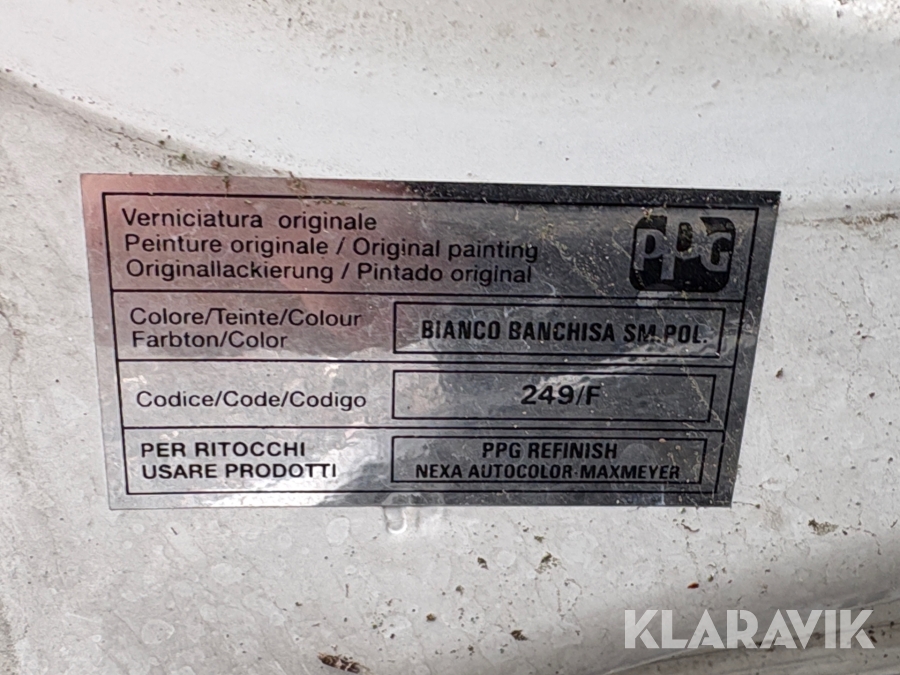 Verniciatura originale
Peinture originale / Original painting
Originallackierung / Pintado original
PPG
Colore/Teinte/Colour
Farbton/Color
BIANCO BANCHISA SM.POL.
Codice/Code/Codigo
249/F
PER RITOCCHI
USARE PRODOTTI
PPG REFINISH
NEXA AUTOCOLOR-MAXMEYER
KLARAVIK